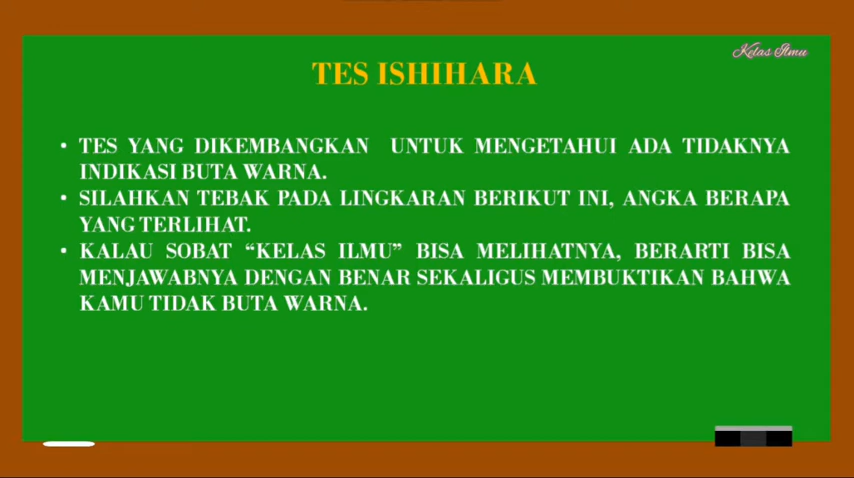 Kelas Ilmu
TES ISHIHARA
• TES YANG DIKEMBANGKAN UNTUK MENGETAHUI ADA TIDAKNYA
INDIKASI BUTA WARNA.
• SILAHKAN TEBAK PADA LINGKARAN BERIKUT INI, ANGKA BERAPA
YANG TERLIHAT.
• KALAU SOBAT “KELAS ILMU” BISA MELIHATNYA, BERARTI BISA
MENJAWABNYA DENGAN BENAR SEKALIGUS MEMBUKTIKAN BAHWA
KAMU TIDAK BUTA WARNA.